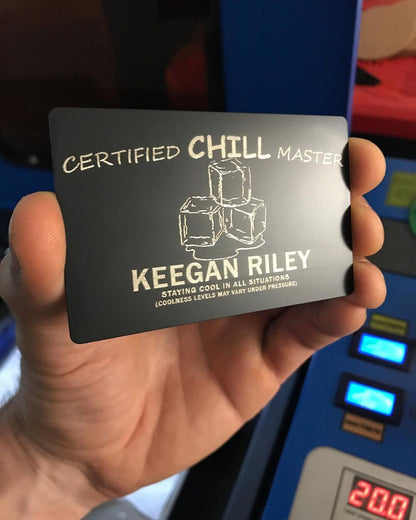 CERTIFIED CHILL MASTER
KEEGAN RILEY
STAYING COOL IN ALL SITUATIONS
(COOLNESS LEVELS MAY VARY UNDER PRESSURE)
20.0